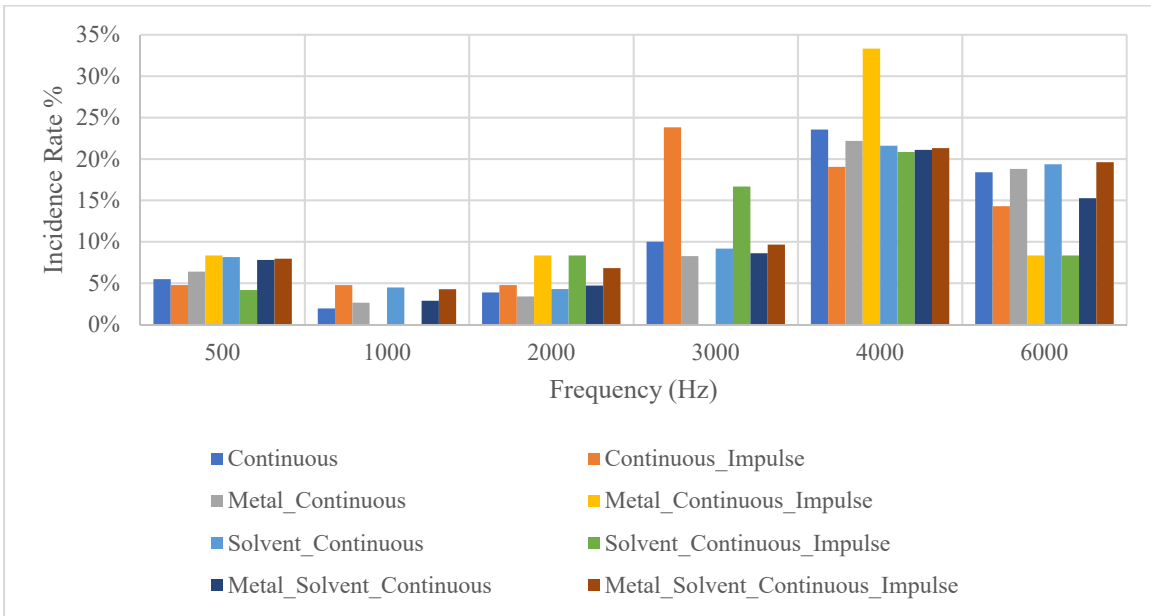 35%
30%
25%
20%
15%
10%
5%
0%
Incidence Rate %
500 1000 2000 3000 4000 6000
Frequency (Hz)
Continuous Continuous_Impulse
Metal_Continuous Metal_Continuous_Impulse
Solvent_Continuous Solvent_Continuous_Impulse
Metal_Solvent_Continuous Metal_Solvent_Continuous_Impulse